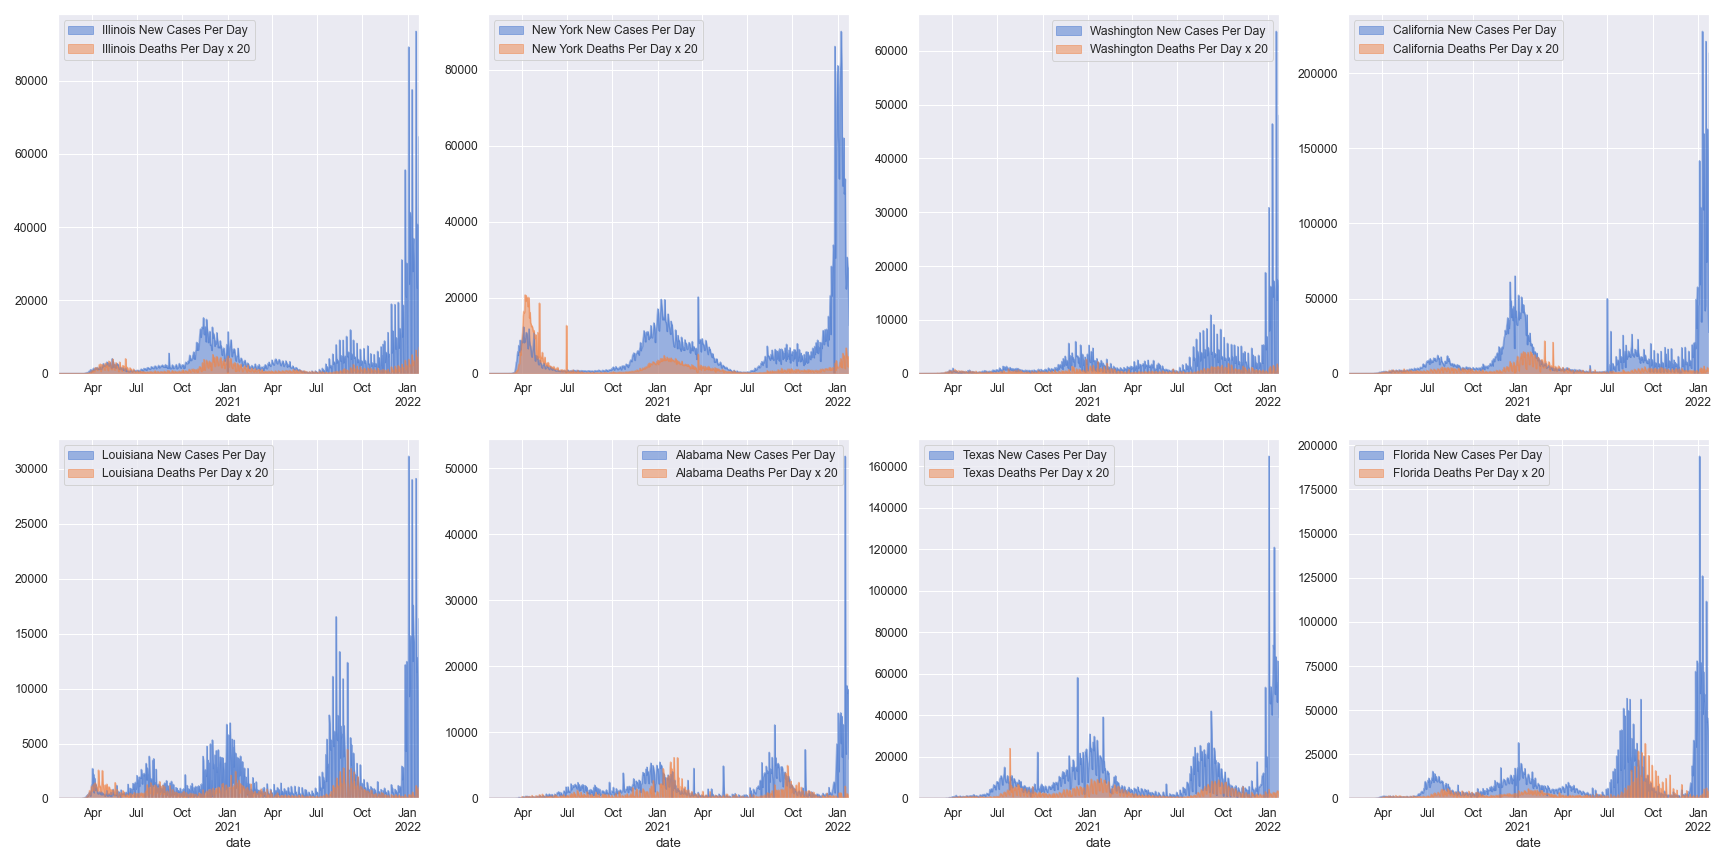 Illinois New Cases Per Day
Illinois Deaths Per Day x 20
80000
60000
40000
20000
0
Apr Jul Oct Jan Apr Jul Oct Jan
2021 2022
date
New York New Cases Per Day
New York Deaths Per Day x 20
80000
60000
40000
20000
0
Apr Jul Oct Jan Apr Jul Oct Jan
2021 2022
date
Washington New Cases Per Day
Washington Deaths Per Day x 20
60000
50000
40000
30000
20000
10000
0
Apr Jul Oct Jan Apr Jul Oct Jan
2021 2022
date
California New Cases Per Day
California Deaths Per Day x 20
200000
150000
100000
50000
0
Apr Jul Oct Jan Apr Jul Oct Jan
2021 2022
date
Louisiana New Cases Per Day
Louisiana Deaths Per Day x 20
30000
25000
20000
15000
10000
5000
0
Apr Jul Oct Jan Apr Jul Oct Jan
2021 2022
date
Alabama New Cases Per Day
Alabama Deaths Per Day x 20
50000
40000
30000
20000
10000
0
Apr Jul Oct Jan Apr Jul Oct Jan
2021 2022
date
Texas New Cases Per Day
Texas Deaths Per Day x 20
160000
140000
120000
100000
80000
60000
40000
20000
0
Apr Jul Oct Jan Apr Jul Oct Jan
2021 2022
date
Florida New Cases Per Day
Florida Deaths Per Day x 20
200000
175000
150000
125000
100000
75000
50000
25000
0
Apr Jul Oct Jan Apr Jul Oct Jan
2021 2022
date